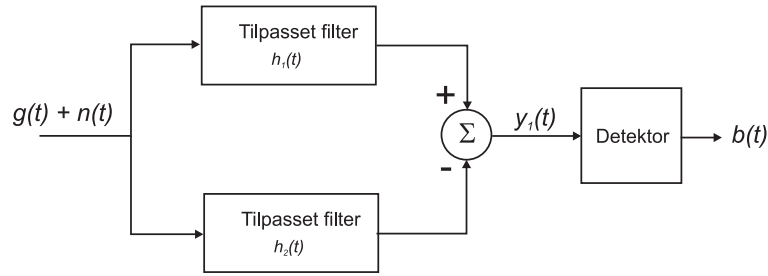 Tilpasset filter
h₁(t)
g(t) + n(t)
+
Σ
y₁(t)
Detektor
b(t)
-
Tilpasset filter
h₂(t)